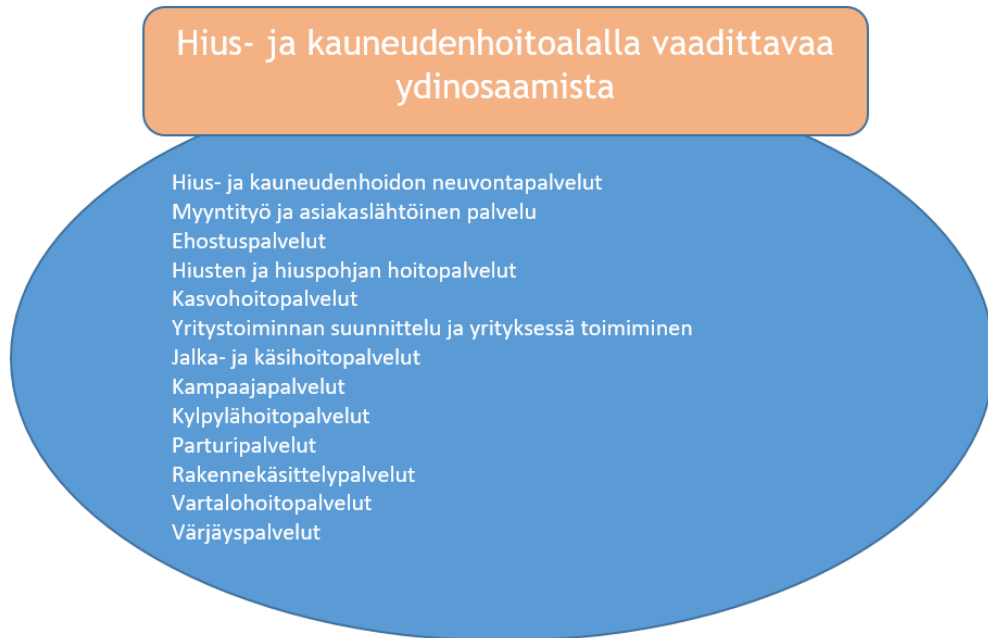 Hius- ja kauneudenhoitoalalla vaadittavaa
ydinosaamista
Hius- ja kauneudenhoidon neuvontapalvelut
Myyntityö ja asiakaslähtöinen palvelu
Ehostuspalvelut
Hiusten ja hiuspohjan hoitopalvelut
Kasvohoitopalvelut
Yritystoiminnan suunnittelu ja yrityksessä toimiminen
Jalka- ja käsihoitopalvelut
Kampaajapalvelut
Kylpylähoitopalvelut
Parturipalvelut
Rakennekäsittelypalvelut
Vartalohoitopalvelut
Värjäyspalvelut